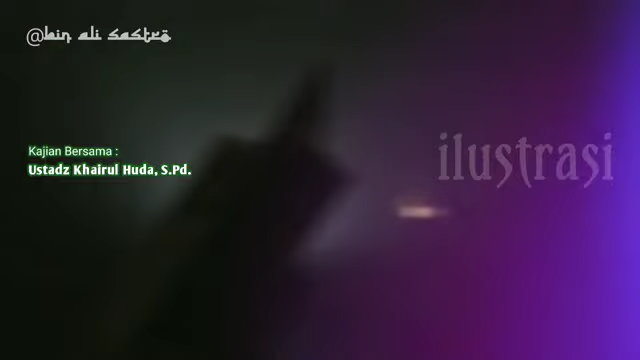 @bin ali sastro
Kajian Bersama :
Ustadz Khairul Huda, S.Pd.
ilustrasi